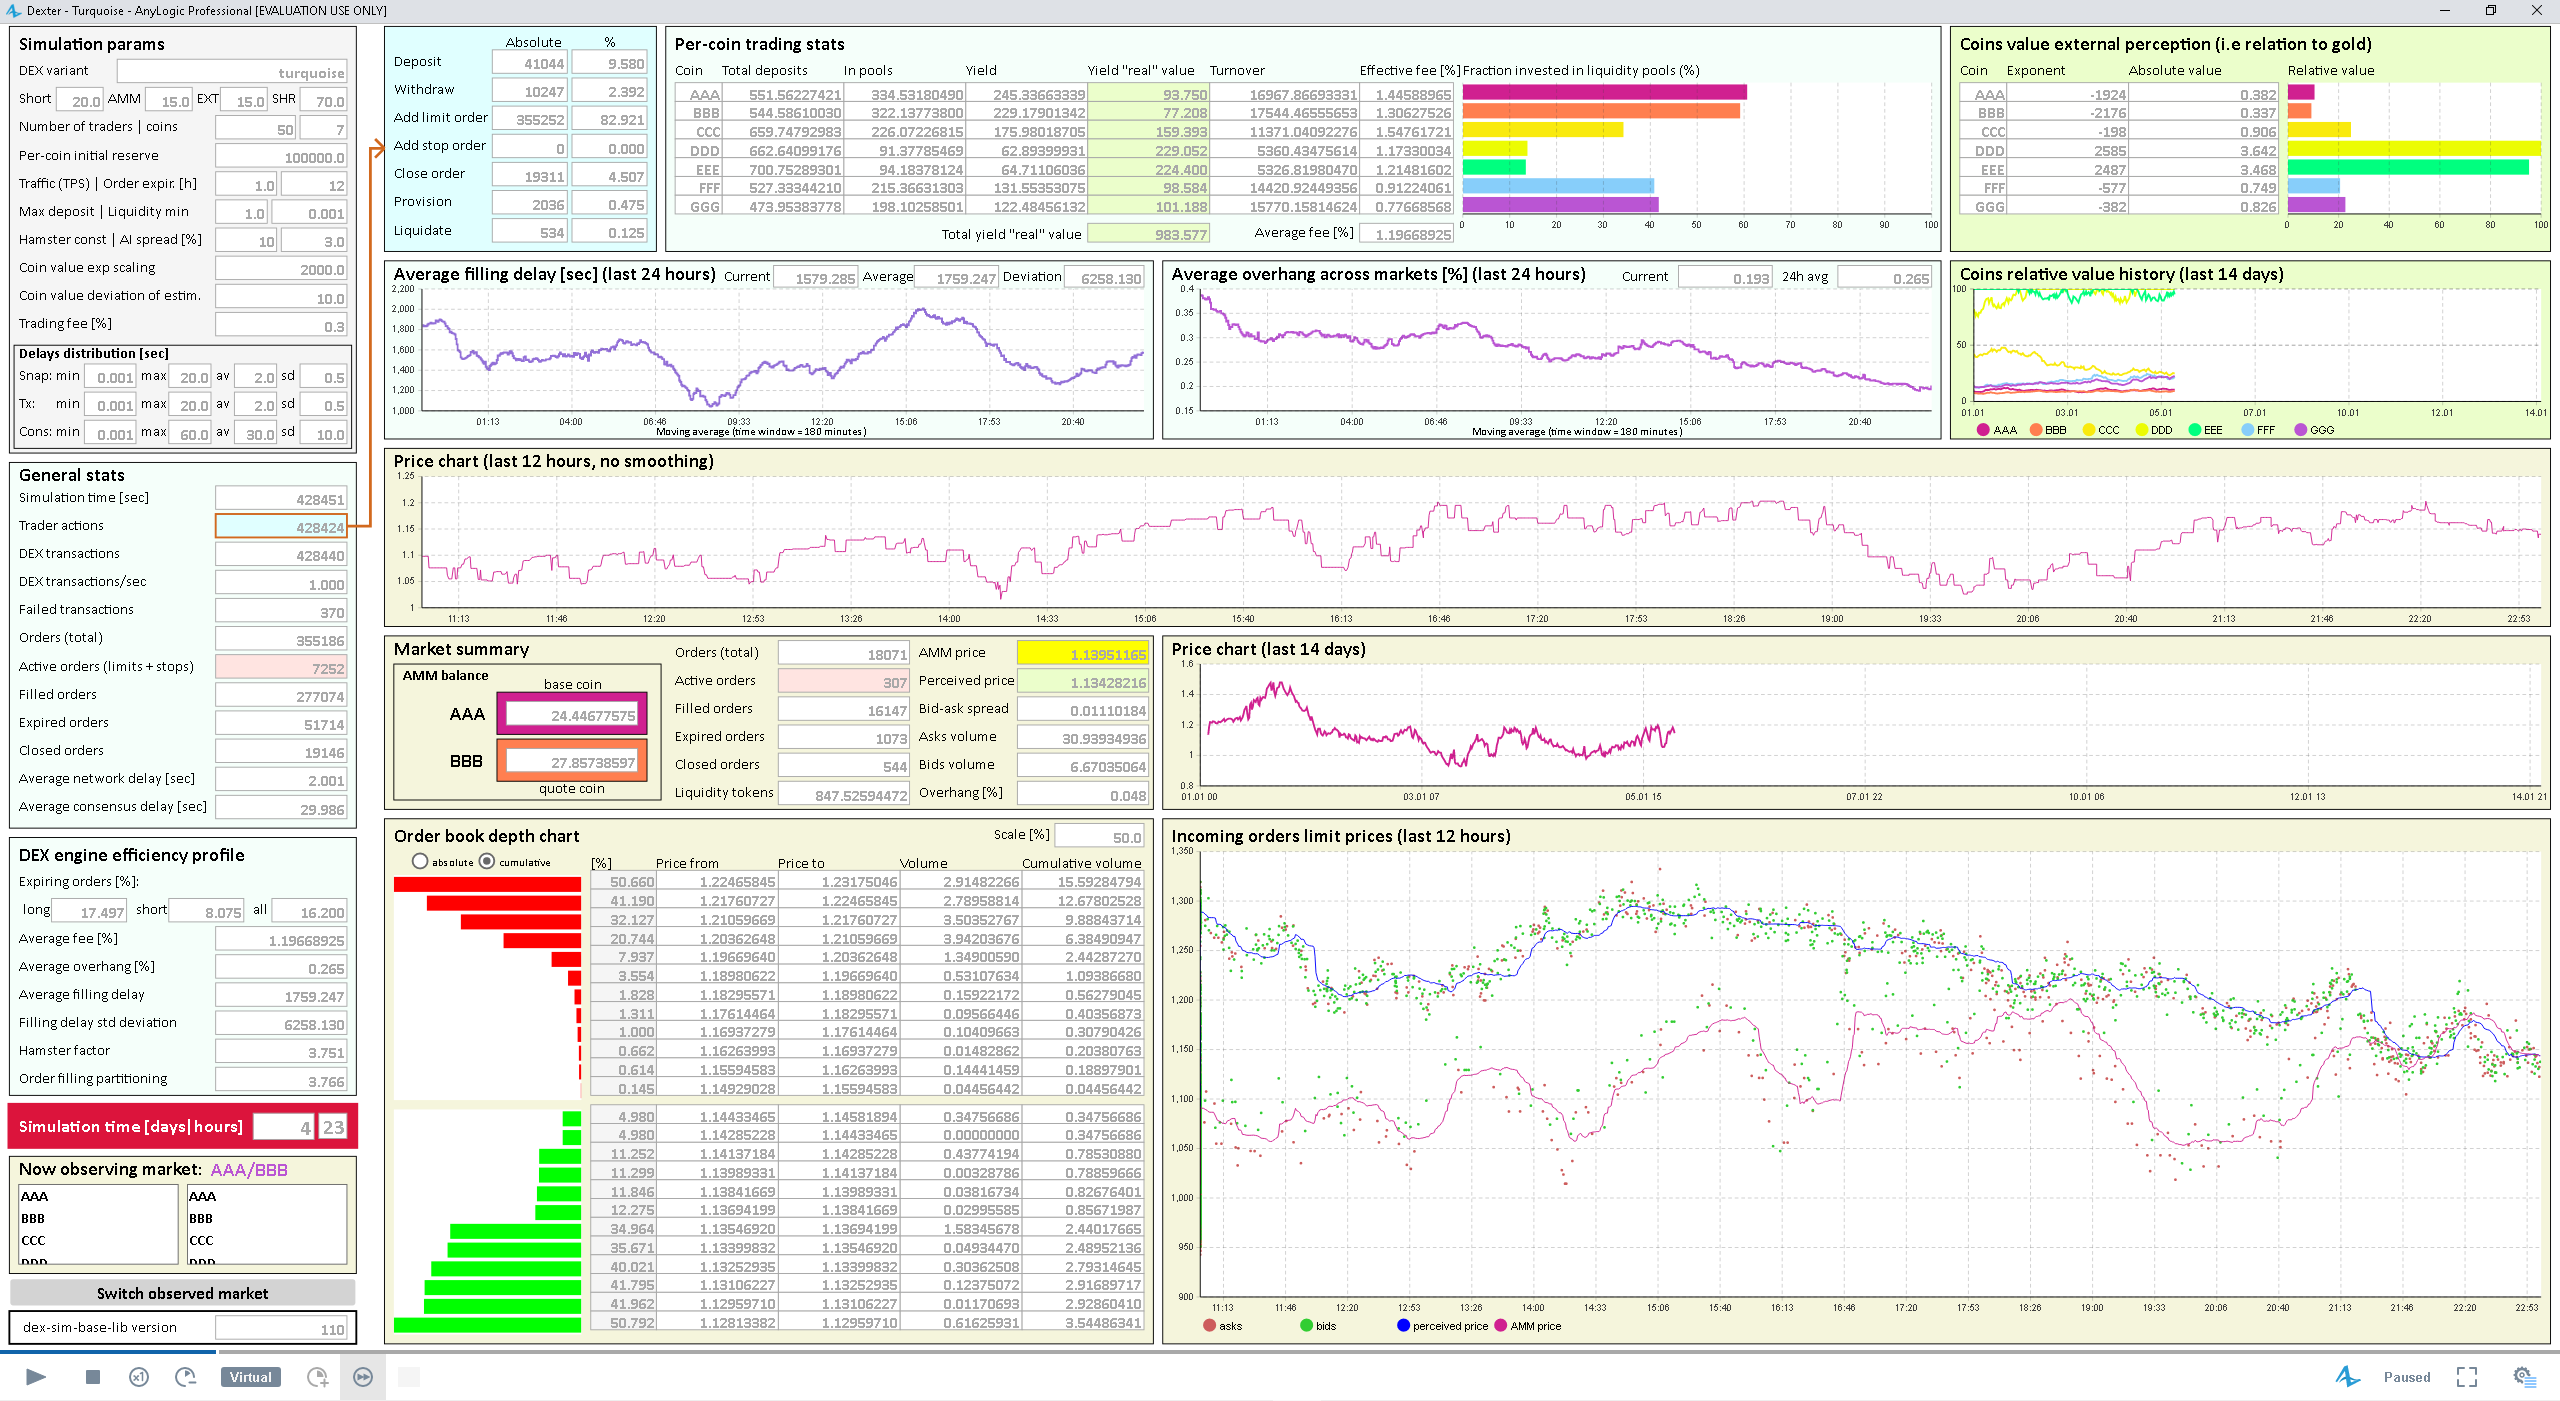 Dexter - Turquoise - AnyLogic Professional [EVALUATION USE ONLY]
Simulation params
DEX variant turquoise
Short 20.0 AMM 15.0 EXT 15.0 SHR 70.0
Number of traders | coins 50 7
Per-coin initial reserve 100000.0
Traffic (TPS) | Order expir. [h] 1.0 12
Max deposit | Liquidity min 1.0 0.001
Hamster const | AI spread [%] 10 3.0
Coin value exp scaling 2000.0
Coin value deviation of estim. 10.0
Trading fee [%] 0.3
Delays distribution [sec]
Snap: min 0.001 max 20.0 av 2.0 sd 0.5
Tx: min 0.001 max 20.0 av 2.0 sd 0.5
Cons: min 0.001 max 60.0 av 30.0 sd 10.0
General stats
Simulation time [sec] 428451
Trader actions 428424
DEX transactions 428440
DEX transactions/sec 1.000
Failed transactions 370
Orders (total) 355186
Active orders (limits + stops) 7252
Filled orders 277074
Expired orders 51714
Closed orders 19146
Average network delay [sec] 2.001
Average consensus delay [sec] 29.986
DEX engine efficiency profile
Expiring orders [%]:
long 17.497 short 8.075 all 16.200
Average fee [%] 1.19668925
Average overhang [%] 0.265
Average filling delay 1759.247
Filling delay std deviation 6258.130
Hamster factor 3.751
Order filling partitioning 3.766
Simulation time [days|hours] 4 23
Now observing market: AAA/BBB
AAA AAA
BBB BBB
CCC CCC
DDD DDD
Switch observed market
dex-sim-base-lib version 110
Absolute %
Deposit 41044 9.580
Withdraw 10247 2.392
Add limit order 355252 82.921
Add stop order 0 0.000
Close order 19311 4.507
Provision 2036 0.475
Liquidate 534 0.125
Per-coin trading stats
Coin Total deposits In pools Yield Yield "real" value Turnover Effective fee [%] Fraction invested in liquidity pools (%)
AAA 551.56227421 334.53180490 245.33663339 93.750 16967.86693331 1.44588965
BBB 544.58610030 322.13773800 229.17901342 77.208 17544.46555653 1.30627526
CCC 659.74792983 226.07226815 175.98018705 159.393 11371.04092276 1.54761721
DDD 662.64099176 91.37785469 62.89399931 229.052 5360.43475614 1.17330034
EEE 700.75289301 94.18378124 64.71106036 224.400 5326.81980470 1.21481602
FFF 527.33344210 215.36631303 131.55353075 98.584 14420.92449356 0.91224061
GGG 473.95383778 198.10258501 122.48456132 101.188 15770.15814624 0.77668568
0 10 20 30 40 50 60 70 80 90 100
Total yield "real" value 983.577 Average fee [%] 1.19668925
Coins value external perception (i.e relation to gold)
Coin Exponent Absolute value Relative value
AAA -1924 0.382
BBB -2176 0.337
CCC -198 0.906
DDD 2585 3.642
EEE 2487 3.468
FFF -577 0.749
GGG -382 0.826
0 20 40 60 80 100
Average filling delay [sec] (last 24 hours) Current 1579.285 Average 1759.247 Deviation 6258.130
2,200
2,000
1,800
1,600
1,400
1,200
1,000
01:13 04:00 06:46 09:33 12:20 15:06 17:53 20:40
Moving average (time window = 180 minutes)
Average overhang across markets [%] (last 24 hours) Current 0.193 24h avg 0.265
0.4
0.35
0.3
0.25
0.2
0.15
01:13 04:00 06:46 09:33 12:20 15:06 17:53 20:40
Moving average (time window = 180 minutes)
Coins relative value history (last 14 days)
100
50
0
01.01 03.01 05.01 07.01 10.01 12.01 14.01
AAA BBB CCC DDD EEE FFF GGG
Price chart (last 12 hours, no smoothing)
1.25
1.2
1.15
1.1
1.05
1
11:13 11:46 12:20 12:53 13:26 14:00 14:33 15:06 15:40 16:13 16:46 17:20 17:53 18:26 19:00 19:33 20:06 20:40 21:13 21:46 22:20 22:53
Market summary
AMM balance
base coin
AAA 24.44677575
BBB 27.85738597
quote coin
Orders (total) 18071 AMM price 1.13951165
Active orders 307 Perceived price 1.13428216
Filled orders 16147 Bid-ask spread 0.01110184
Expired orders 1073 Asks volume 30.93934936
Closed orders 544 Bids volume 6.67035064
Liquidity tokens 847.52594472 Overhang [%] 0.048
Price chart (last 14 days)
1.6
1.4
1.2
1
0.8
01.01 00 03.01 07 05.01 15 07.01 22 10.01 06 12.01 13 14.01 21
Order book depth chart Scale [%] 50.0
absolute cumulative [%] Price from Price to Volume Cumulative volume
50.660 1.22465845 1.23175046 2.91482266 15.59284794
41.190 1.21760727 1.22465845 2.78958814 12.67802528
32.127 1.21059669 1.21760727 3.50352767 9.88843714
20.744 1.20362648 1.21059669 3.94203676 6.38490947
7.937 1.19669640 1.20362648 1.34900590 2.44287270
3.554 1.18980622 1.19669640 0.53107634 1.09386680
1.828 1.18295571 1.18980622 0.15922172 0.56279045
1.311 1.17614464 1.18295571 0.09566446 0.40356873
1.000 1.16937279 1.17614464 0.10409663 0.30790426
0.662 1.16263993 1.16937279 0.01482862 0.20380763
0.614 1.15594583 1.16263993 0.14441459 0.18897901
0.145 1.14929028 1.15594583 0.04456442 0.04456442
4.980 1.14433465 1.14581894 0.34756686 0.34756686
4.980 1.14285228 1.14433465 0.00000000 0.34756686
11.252 1.14137184 1.14285228 0.43774194 0.78530880
11.299 1.13989331 1.14137184 0.00328786 0.78859666
11.846 1.13841669 1.13989331 0.03816734 0.82676401
12.275 1.13694199 1.13841669 0.02995585 0.85671987
34.964 1.13546920 1.13694199 1.58345678 2.44017665
35.671 1.13399832 1.13546920 0.04934470 2.48952136
40.021 1.13252935 1.13399832 0.30362508 2.79314645
41.795 1.13106227 1.13252935 0.12375072 2.91689717
41.962 1.12959710 1.13106227 0.01170693 2.92860410
50.792 1.12813382 1.12959710 0.61625931 3.54486341
Incoming orders limit prices (last 12 hours)
1,350
1,300
1,250
1,200
1,150
1,100
1,050
1,000
950
900
11:13 11:46 12:20 12:53 13:26 14:00 14:33 15:06 15:40 16:13 16:46 17:20 17:53 18:26 19:00 19:33 20:06 20:40 21:13 21:46 22:20 22:53
asks bids perceived price AMM price
x1 Virtual Paused